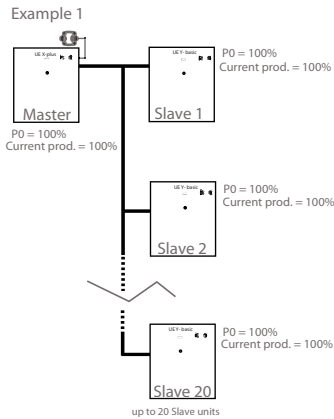 Example 1
UE X-plus
Master
P0 = 100%
Current prod. = 100%
UE Y- basic
Slave 1
P0 = 100%
Current prod. = 100%
UE Y- basic
Slave 2
P0 = 100%
Current prod. = 100%
UE Y- basic
Slave 20
P0 = 100%
Current prod. = 100%
up to 20 Slave units